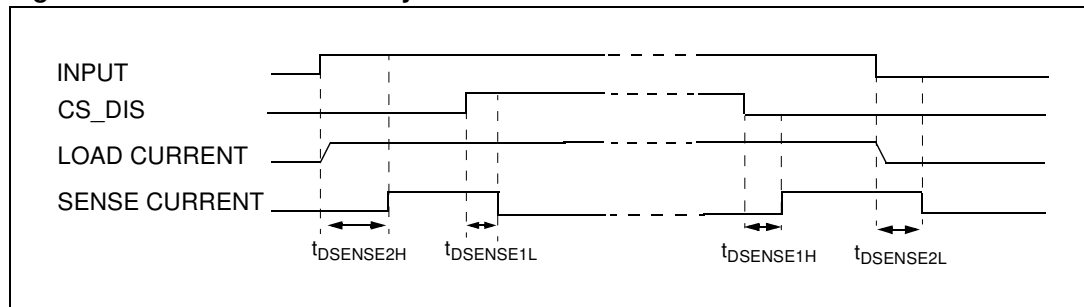 INPUT
CS_DIS
LOAD CURRENT
SENSE CURRENT
tDSENSE2H
tDSENSE1L
tDSENSE1H
tDSENSE2L